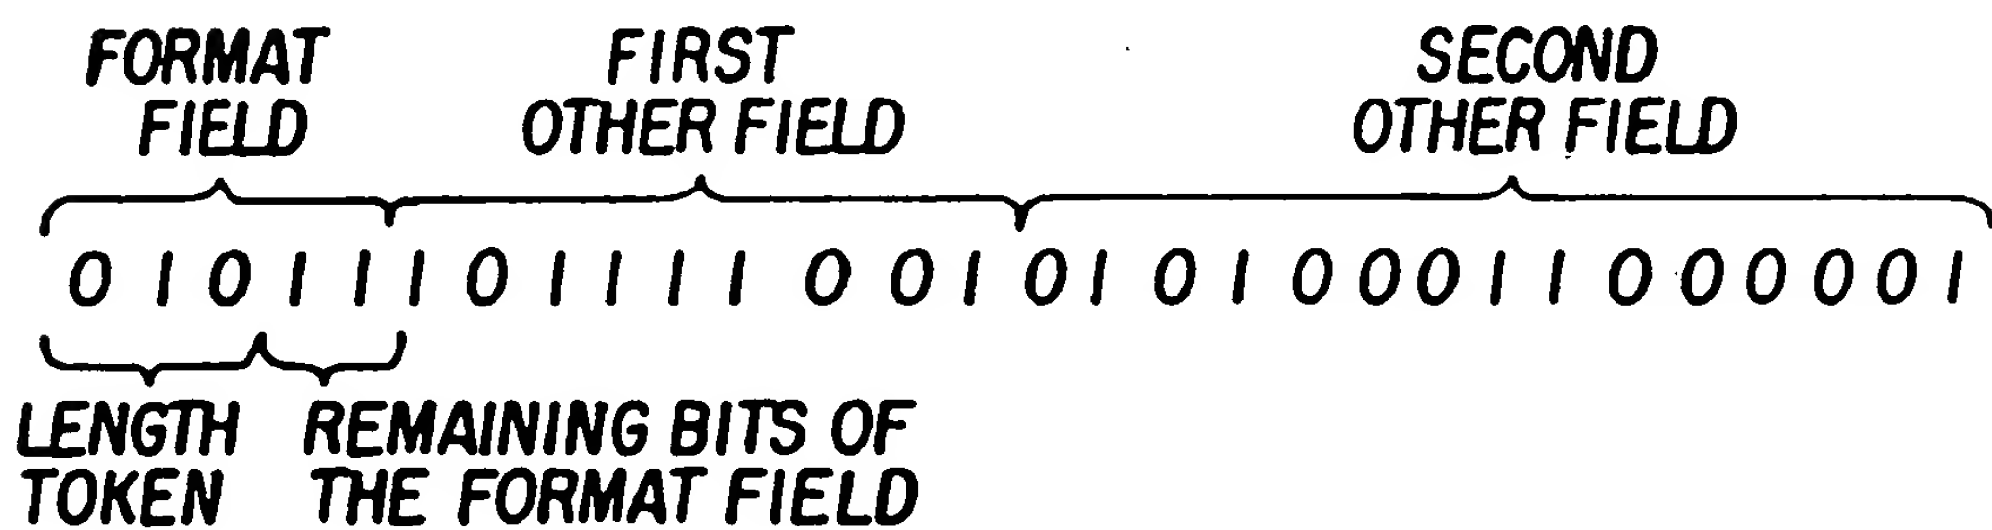 FORMAT
FIELD
FIRST
OTHER FIELD
SECOND
OTHER FIELD
0 1 0 1 1 1 0 1 1 1 1 0 0 1 0 1 0 1 0 0 0 1 1 0 0 0 0 0 1
LENGTH
TOKEN
REMAINING BITS OF
THE FORMAT FIELD